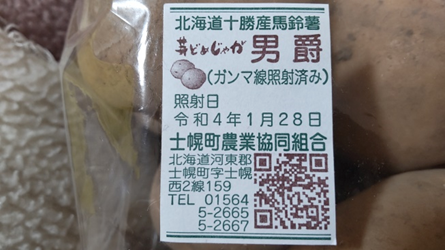 北海道十勝産馬鈴薯
芽どめじゃが 男爵
(ガンマ線照射済み)
照射日
令和4年1月28日
士幌町農業協同組合
北海道河東郡
士幌町字士幌
西2線159
TEL 01564
5-2665
5-2667